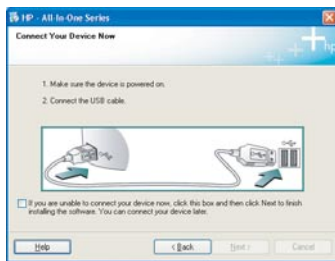 HP - All-In-One Series
Connect Your Device Now
hp
1. Make sure the device is powered on.
2. Connect the USB cable.
If you are unable to connect your device now, click this box and then click Next to finish
installing the software. You can connect your device later.
Help
< Back
Next >
Cancel